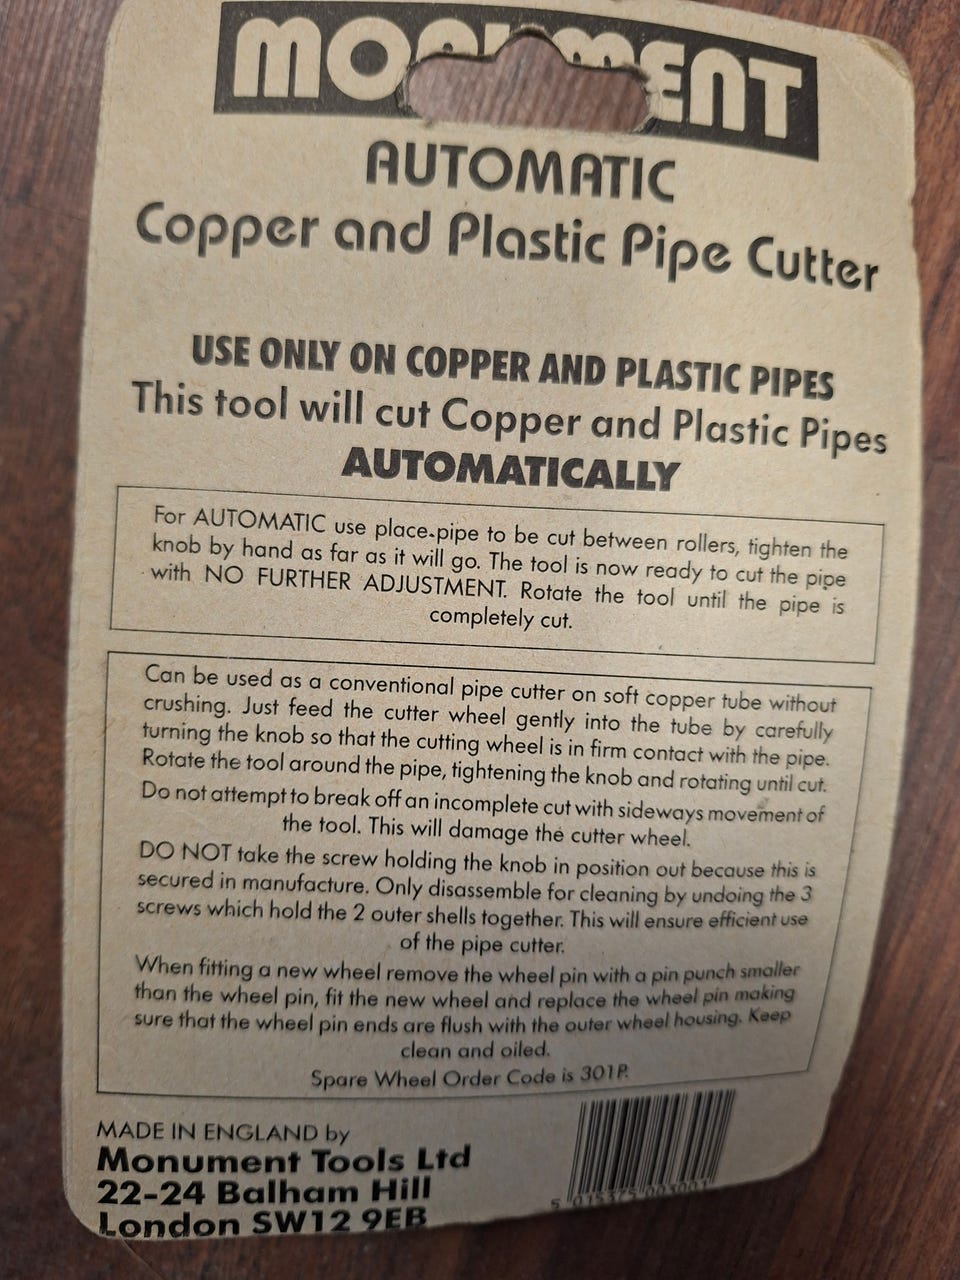 MONUMENT
AUTOMATIC
Copper and Plastic Pipe Cutter
USE ONLY ON COPPER AND PLASTIC PIPES
This tool will cut Copper and Plastic Pipes
AUTOMATICALLY
For AUTOMATIC use place-pipe to be cut between rollers, tighten the
knob by hand as far as it will go. The tool is now ready to cut the pipe
with NO FURTHER ADJUSTMENT. Rotate the tool until the pipe is
completely cut.
Can be used as a conventional pipe cutter on soft copper tube without
crushing. Just feed the cutter wheel gently into the tube by carefully
turning the knob so that the cutting wheel is in firm contact with the pipe.
Rotate the tool around the pipe, tightening the knob and rotating until cut.
Do not attempt to break off an incomplete cut with sideways movement of
the tool. This will damage the cutter wheel.
DO NOT take the screw holding the knob in position out because this is
secured in manufacture. Only disassemble for cleaning by undoing the 3
screws which hold the 2 outer shells together. This will ensure efficient use
of the pipe cutter.
When fitting a new wheel remove the wheel pin with a pin punch smaller
than the wheel pin, fit the new wheel and replace the wheel pin making
sure that the wheel pin ends are flush with the outer wheel housing. Keep
clean and oiled.
Spare Wheel Order Code is 301P.
MADE IN ENGLAND by
Monument Tools Ltd
22-24 Balham Hill
London SW12 9EB